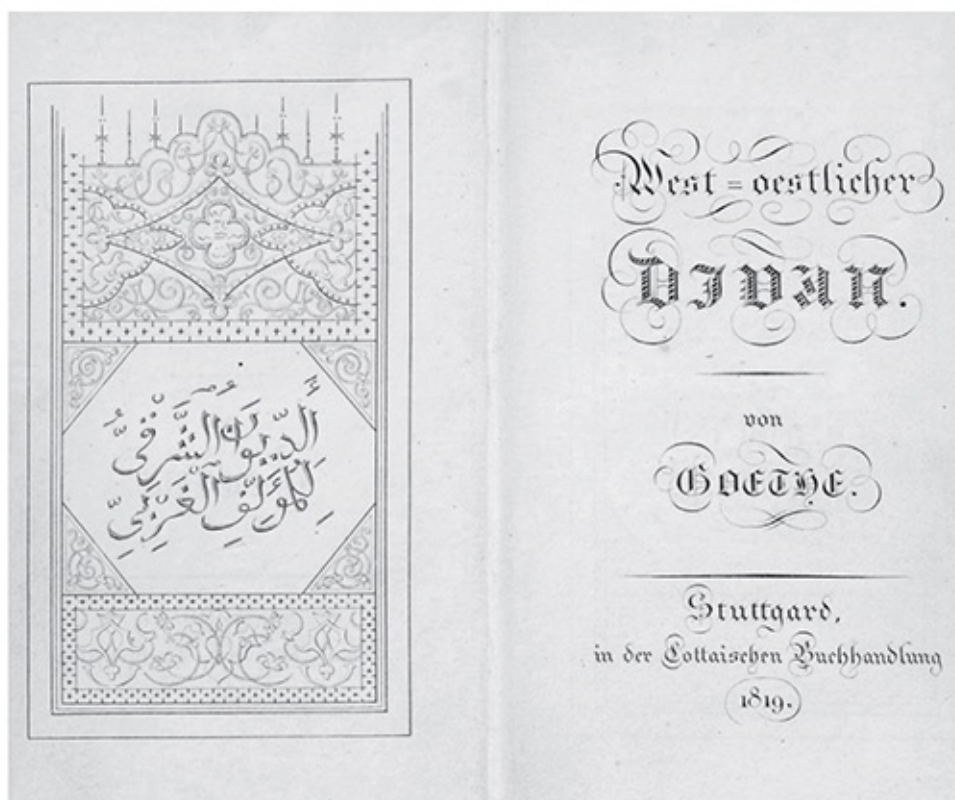 الديوان الشرقي
للمؤلف الغربي
West=oestlicher
DIVAN.
von
GOETHE.
Stuttgard,
in der Cottaischen Buchhandlung
1819.